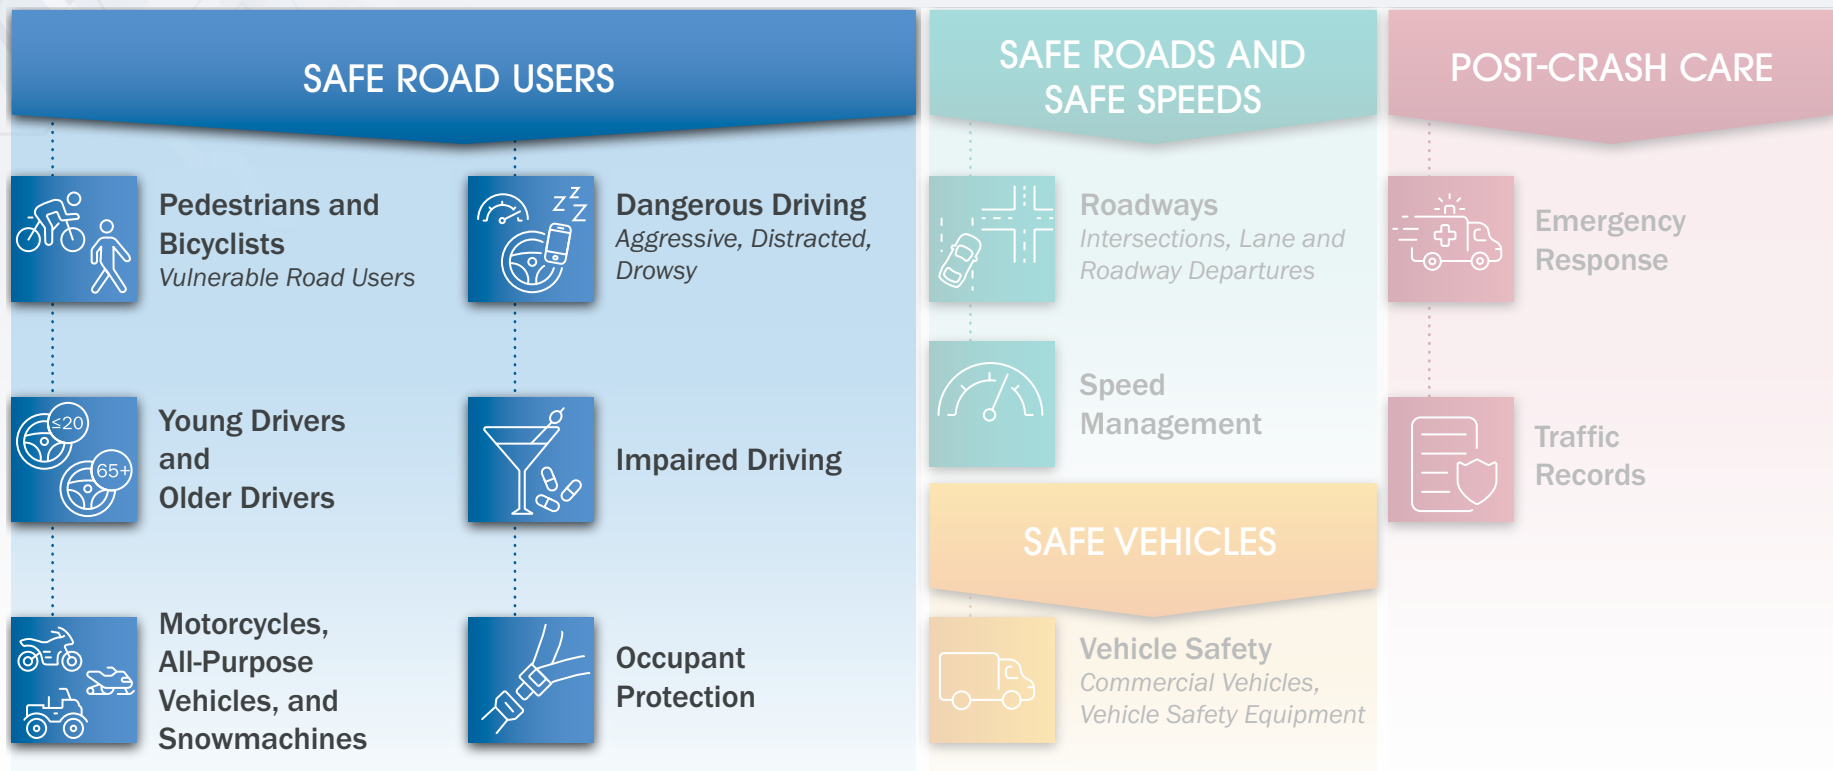 SAFE ROAD USERS
Pedestrians and
Bicyclists
Vulnerable Road Users
≤20
65+
Young Drivers
and
Older Drivers
Motorcycles,
All-Purpose
Vehicles, and
Snowmachines
z z z
Dangerous Driving
Aggressive, Distracted,
Drowsy
Impaired Driving
Occupant
Protection
SAFE ROADS AND
SAFE SPEEDS
Roadways
Intersections, Lane and
Roadway Departures
Speed
Management
SAFE VEHICLES
Vehicle Safety
Commercial Vehicles,
Vehicle Safety Equipment
POST-CRASH CARE
Emergency
Response
Traffic
Records